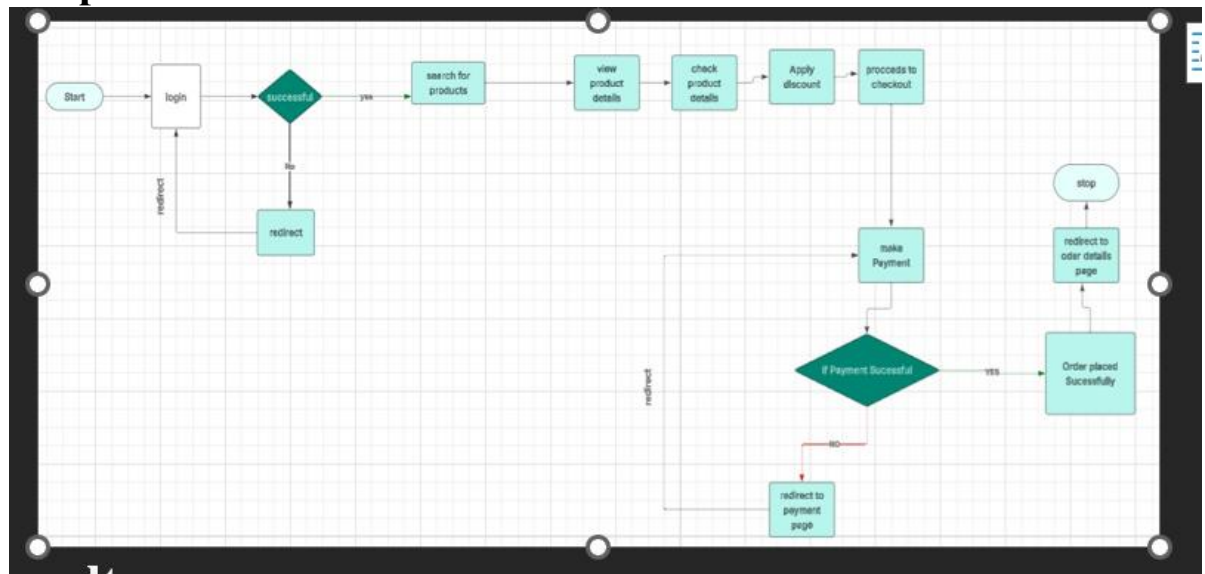 Start
login
successful
yes
search for
products
view
product
details
check
product
details
Apply
discount
proceeds to
checkout
No
redirect
redirect
make
Payment
If Payment Sucessful
YES
Order placed
Sucessfully
redirect to
oder details
page
stop
NO
redirect to
payment
page
redirect